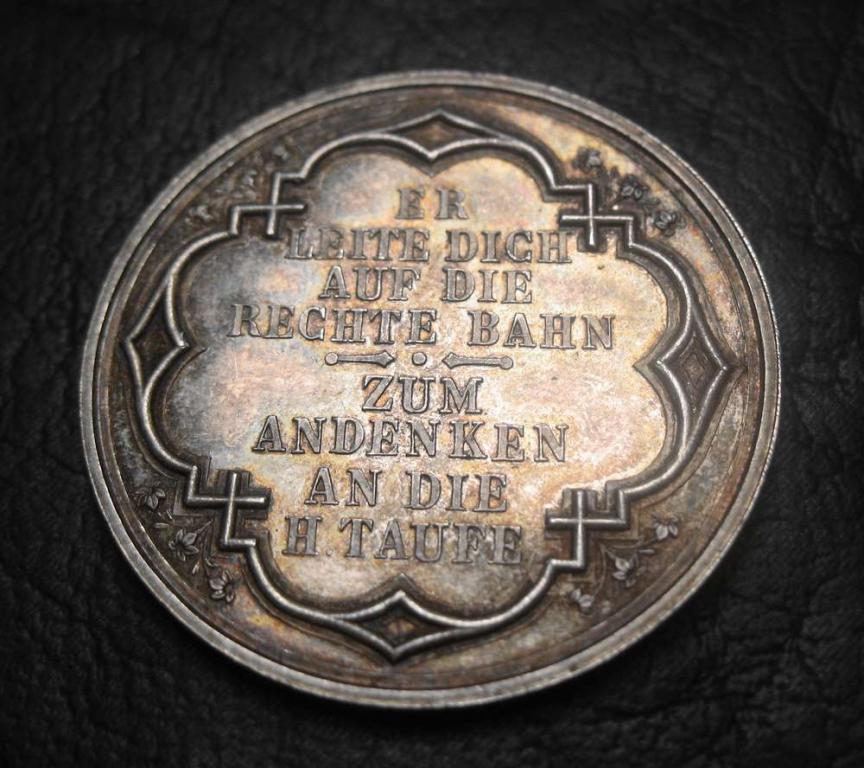 ER
LEITE DICH
AUF DIE
RECHTE BAHN
ZUM
ANDENKEN
AN DIE
H. TAUFE